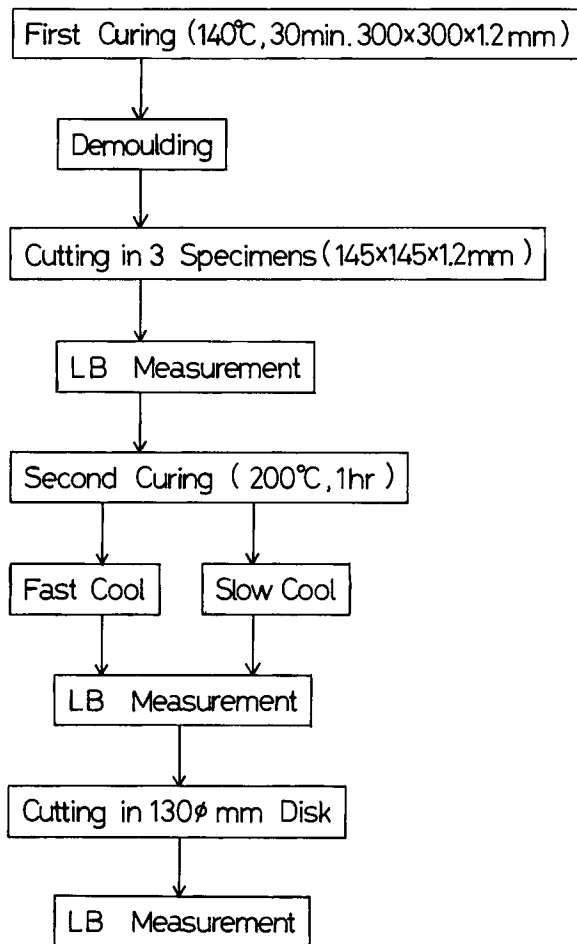 First Curing (140℃, 30min. 300×300×1.2mm)
Demoulding
Cutting in 3 Specimens (145×145×1.2mm)
LB Measurement
Second Curing (200℃, 1hr)
Fast Cool
Slow Cool
LB Measurement
Cutting in 130φ mm Disk
LB Measurement